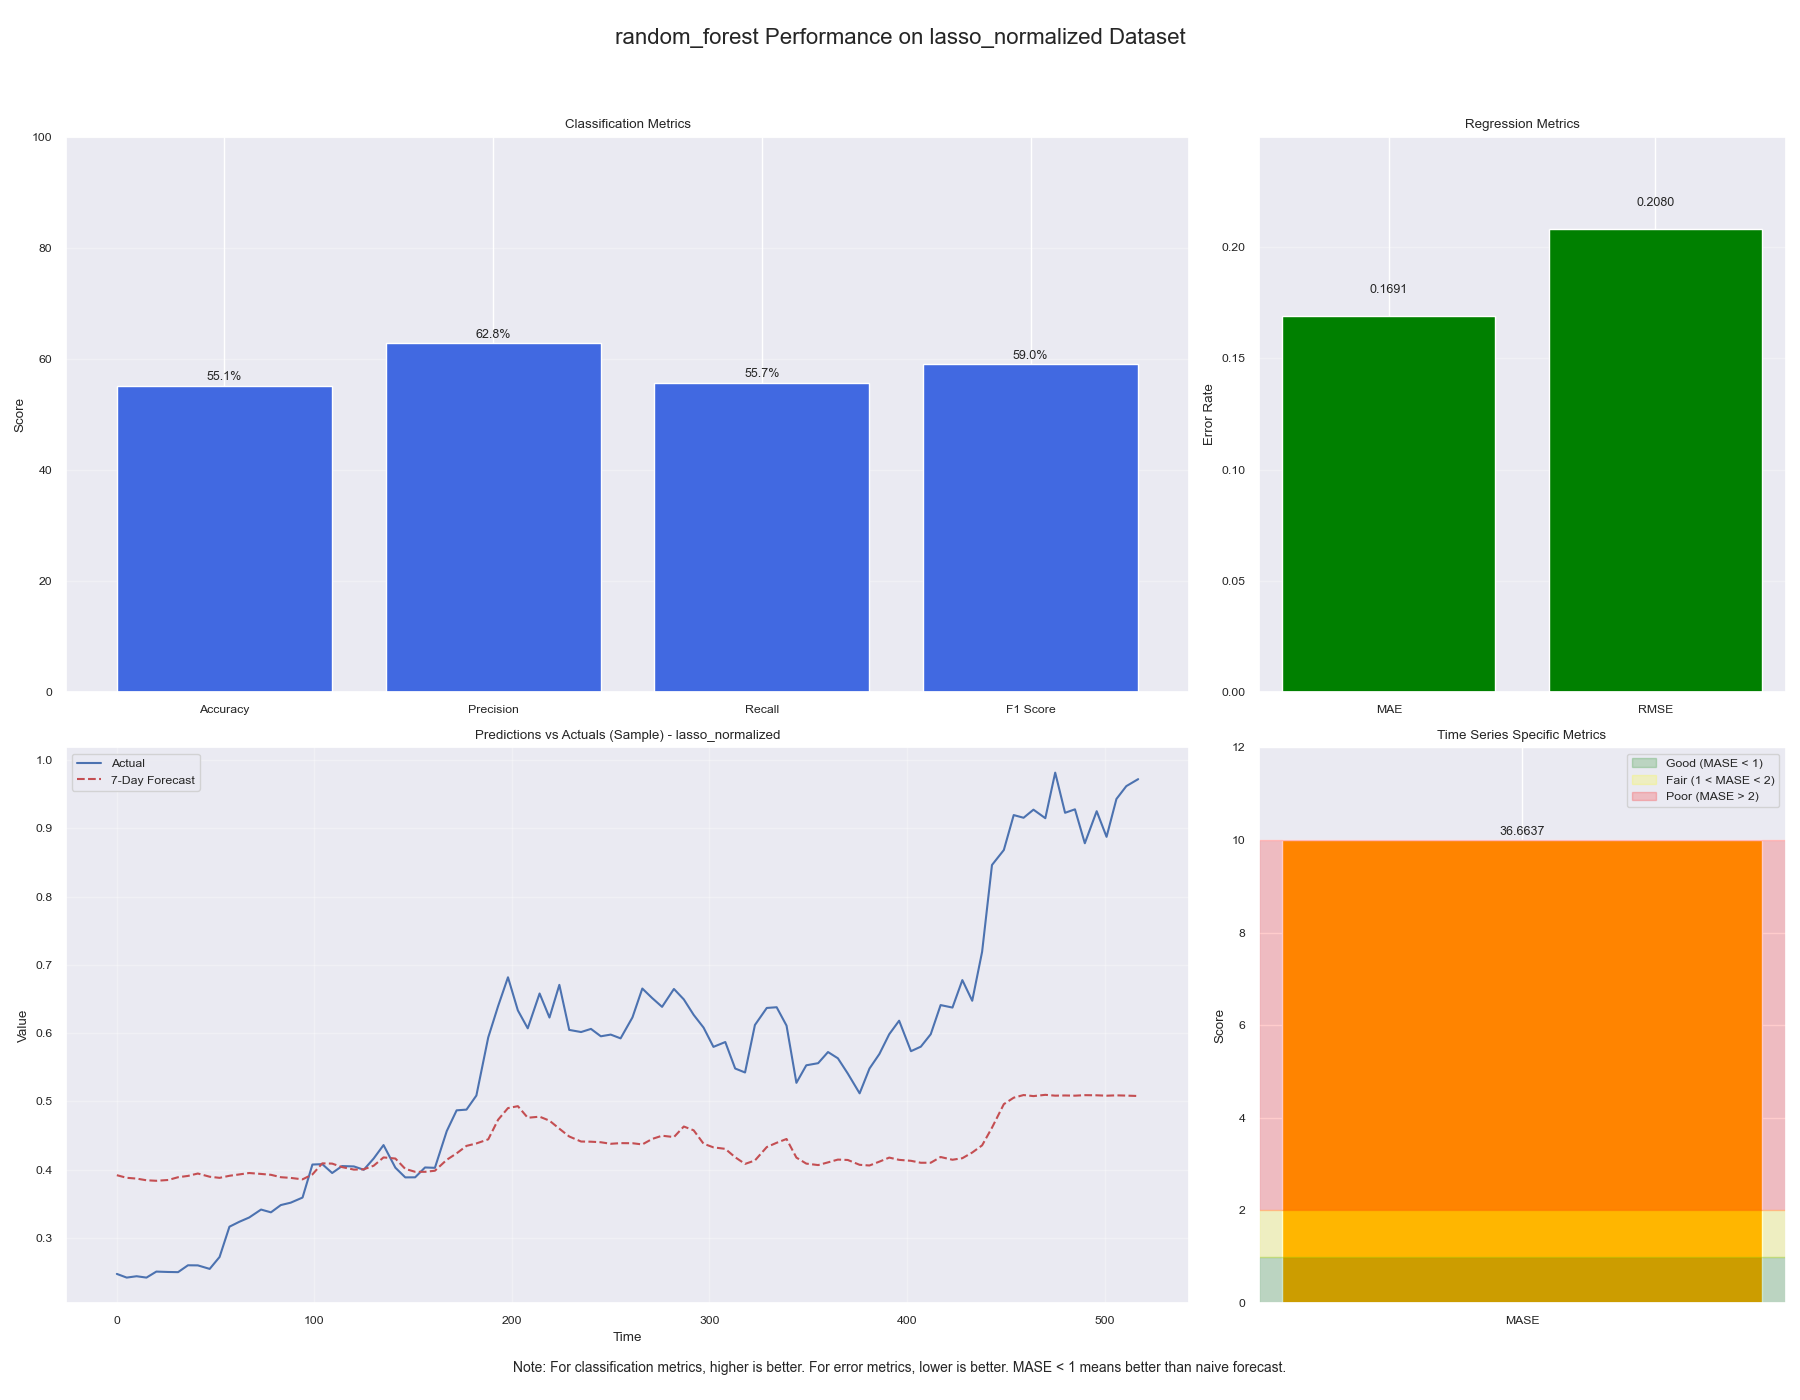 random_forest Performance on lasso_normalized Dataset
Classification Metrics
100
80
60
40
20
0
Score
55.1%
62.8%
55.7%
59.0%
Accuracy
Precision
Recall
F1 Score
Regression Metrics
0.20
0.15
0.10
0.05
0.00
Error Rate
0.1691
0.2080
MAE
RMSE
Predictions vs Actuals (Sample) - lasso_normalized
Actual
7-Day Forecast
1.0
0.9
0.8
0.7
0.6
0.5
0.4
0.3
Value
0
100
200
300
400
500
Time
Time Series Specific Metrics
Good (MASE < 1)
Fair (1 < MASE < 2)
Poor (MASE > 2)
12
10
8
6
4
2
0
Score
36.6637
MASE
Note: For classification metrics, higher is better. For error metrics, lower is better. MASE < 1 means better than naive forecast.